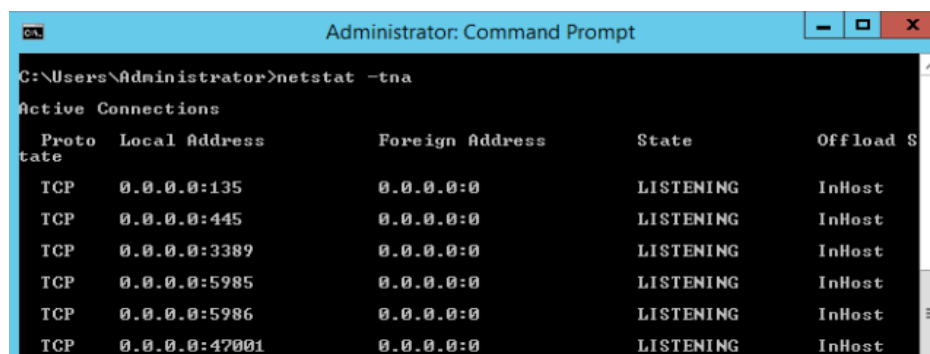 Administrator: Command Prompt
C:\Users\Administrator>netstat -tna
Active Connections
Proto Local Address Foreign Address State Offload S
tate
TCP 0.0.0.0:135 0.0.0.0:0 LISTENING InHost
TCP 0.0.0.0:445 0.0.0.0:0 LISTENING InHost
TCP 0.0.0.0:3389 0.0.0.0:0 LISTENING InHost
TCP 0.0.0.0:5985 0.0.0.0:0 LISTENING InHost
TCP 0.0.0.0:5986 0.0.0.0:0 LISTENING InHost
TCP 0.0.0.0:47001 0.0.0.0:0 LISTENING InHost